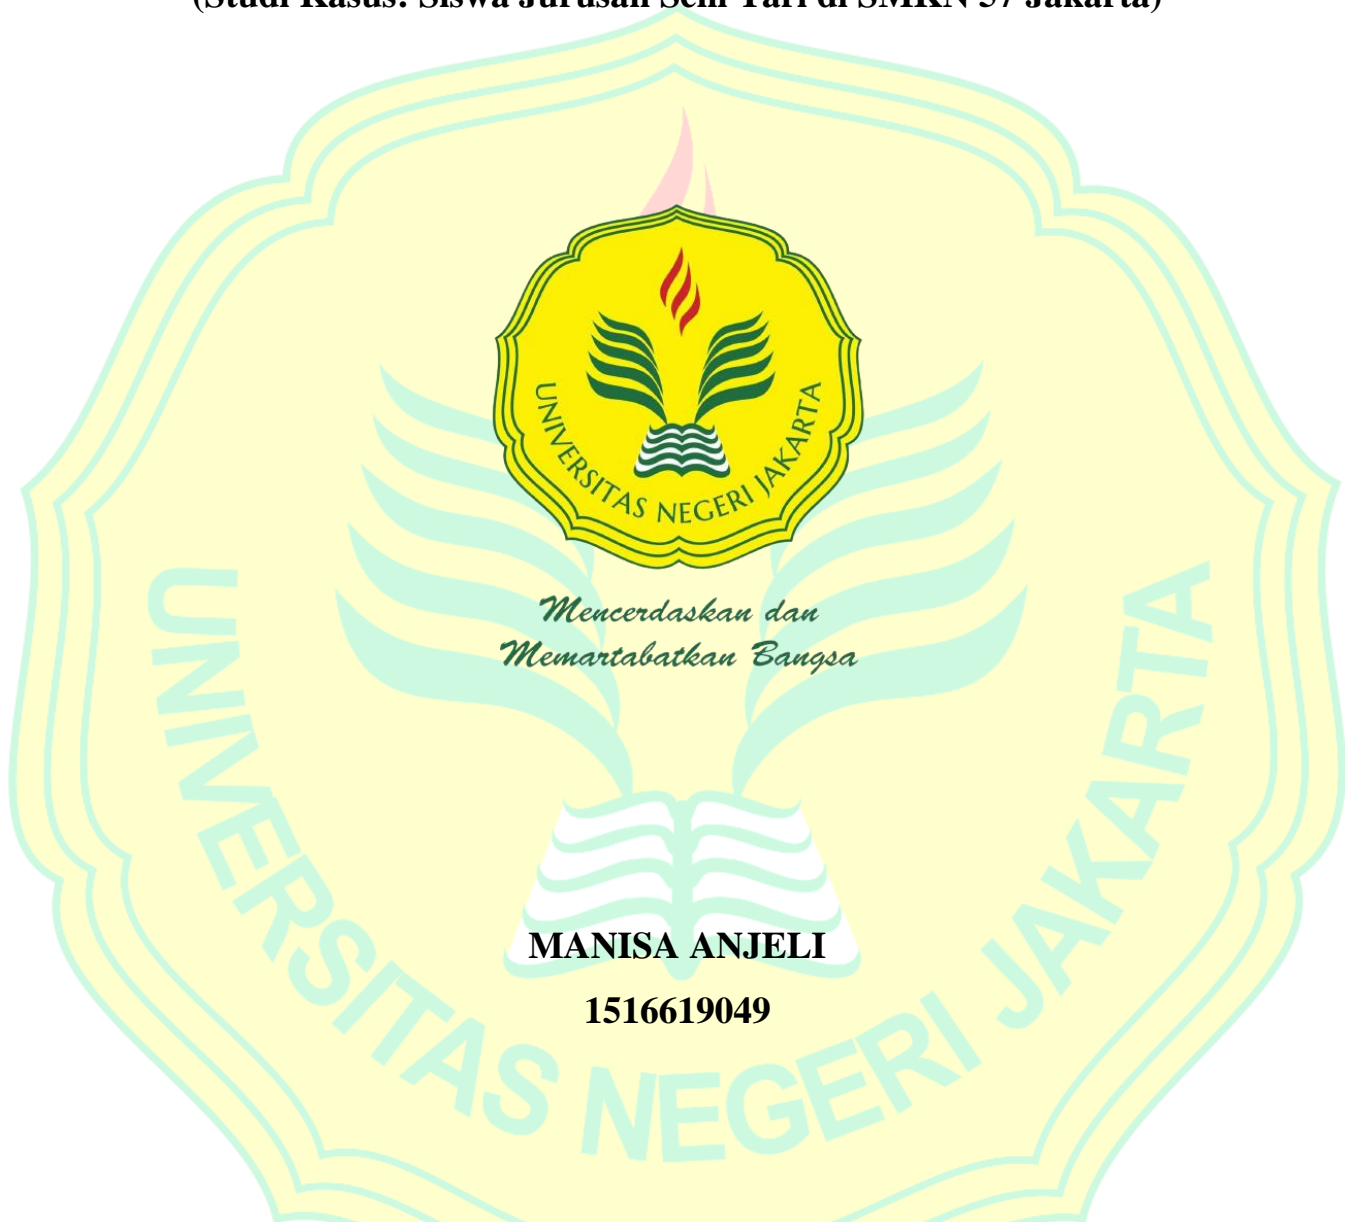 (Studi Kasus: Siswa Jurusan Seni Tari di SMKN 57 Jakarta)
UNIVERSITAS NEGERI JAKARTA
Mencerdaskan dan
Memartabatkan Bangsa
MANISA ANJELI
1516619049
UNIVERSITAS NEGERI JAKARTA